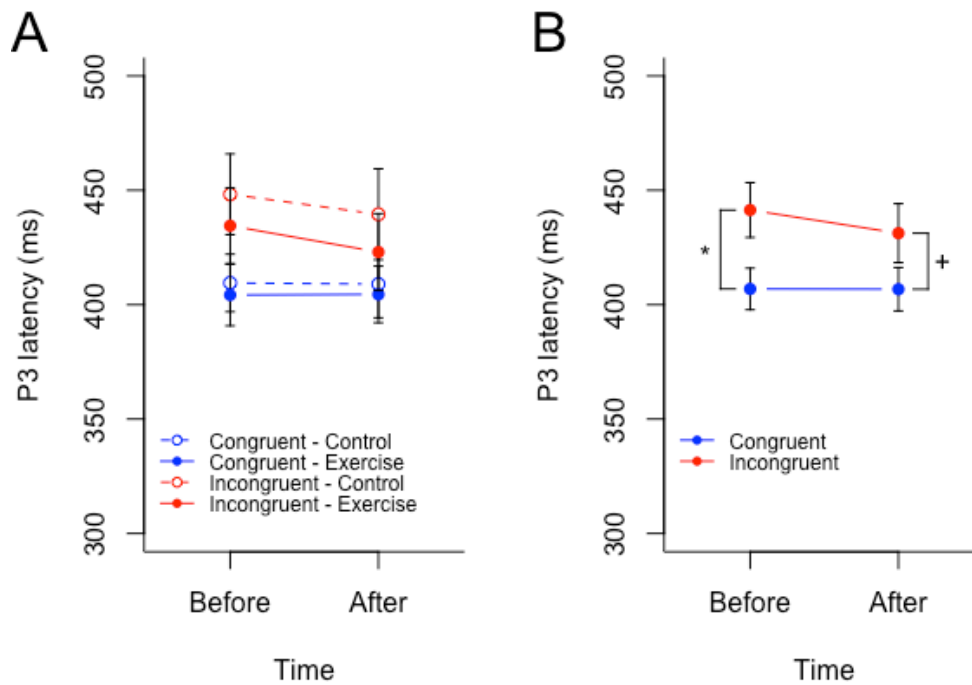 A
P3 latency (ms)
500
450
400
350
300
Congruent - Control
Congruent - Exercise
Incongruent - Control
Incongruent - Exercise
Before After
Time
B
P3 latency (ms)
500
450
400
350
300
*
+
Congruent
Incongruent
Before After
Time